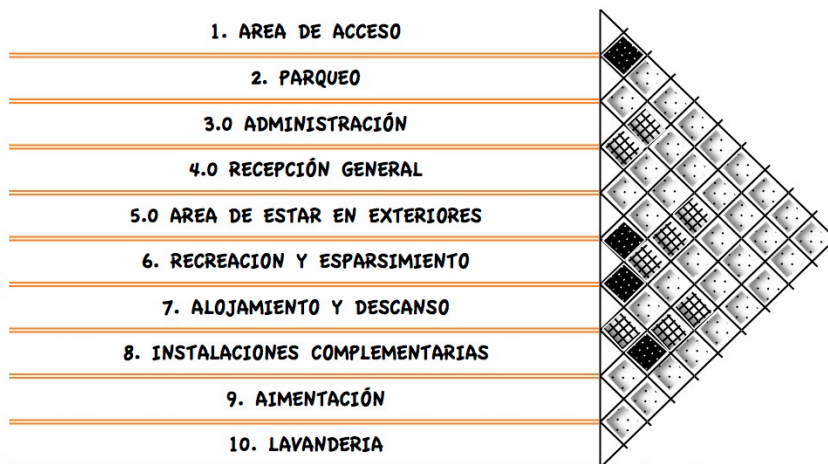 1. AREA DE ACCESO
2. PARQUEO
3.0 ADMINISTRACIÓN
4.0 RECEPCIÓN GENERAL
5.0 AREA DE ESTAR EN EXTERIORES
6. RECREACION Y ESPARSIMIENTO
7. ALOJAMIENTO Y DESCANSO
8. INSTALACIONES COMPLEMENTARIAS
9. AIMENTACIÓN
10. LAVANDERIA